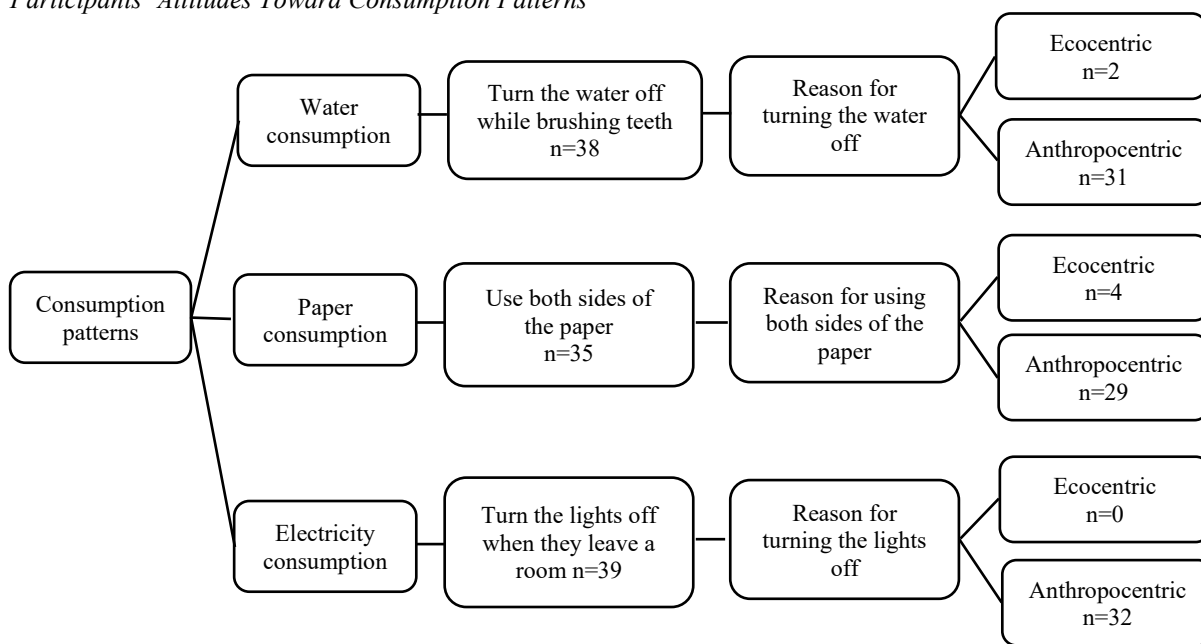 Participants' Attitudes Toward Consumption Patterns
Consumption
patterns
Water
consumption
Turn the water off
while brushing teeth
n=38
Reason for
turning the water
off
Ecocentric
n=2
Anthropocentric
n=31
Paper
consumption
Use both sides of
the paper
n=35
Reason for using
both sides of the
paper
Ecocentric
n=4
Anthropocentric
n=29
Electricity
consumption
Turn the lights off
when they leave a
room n=39
Reason for
turning the lights
off
Ecocentric
n=0
Anthropocentric
n=32